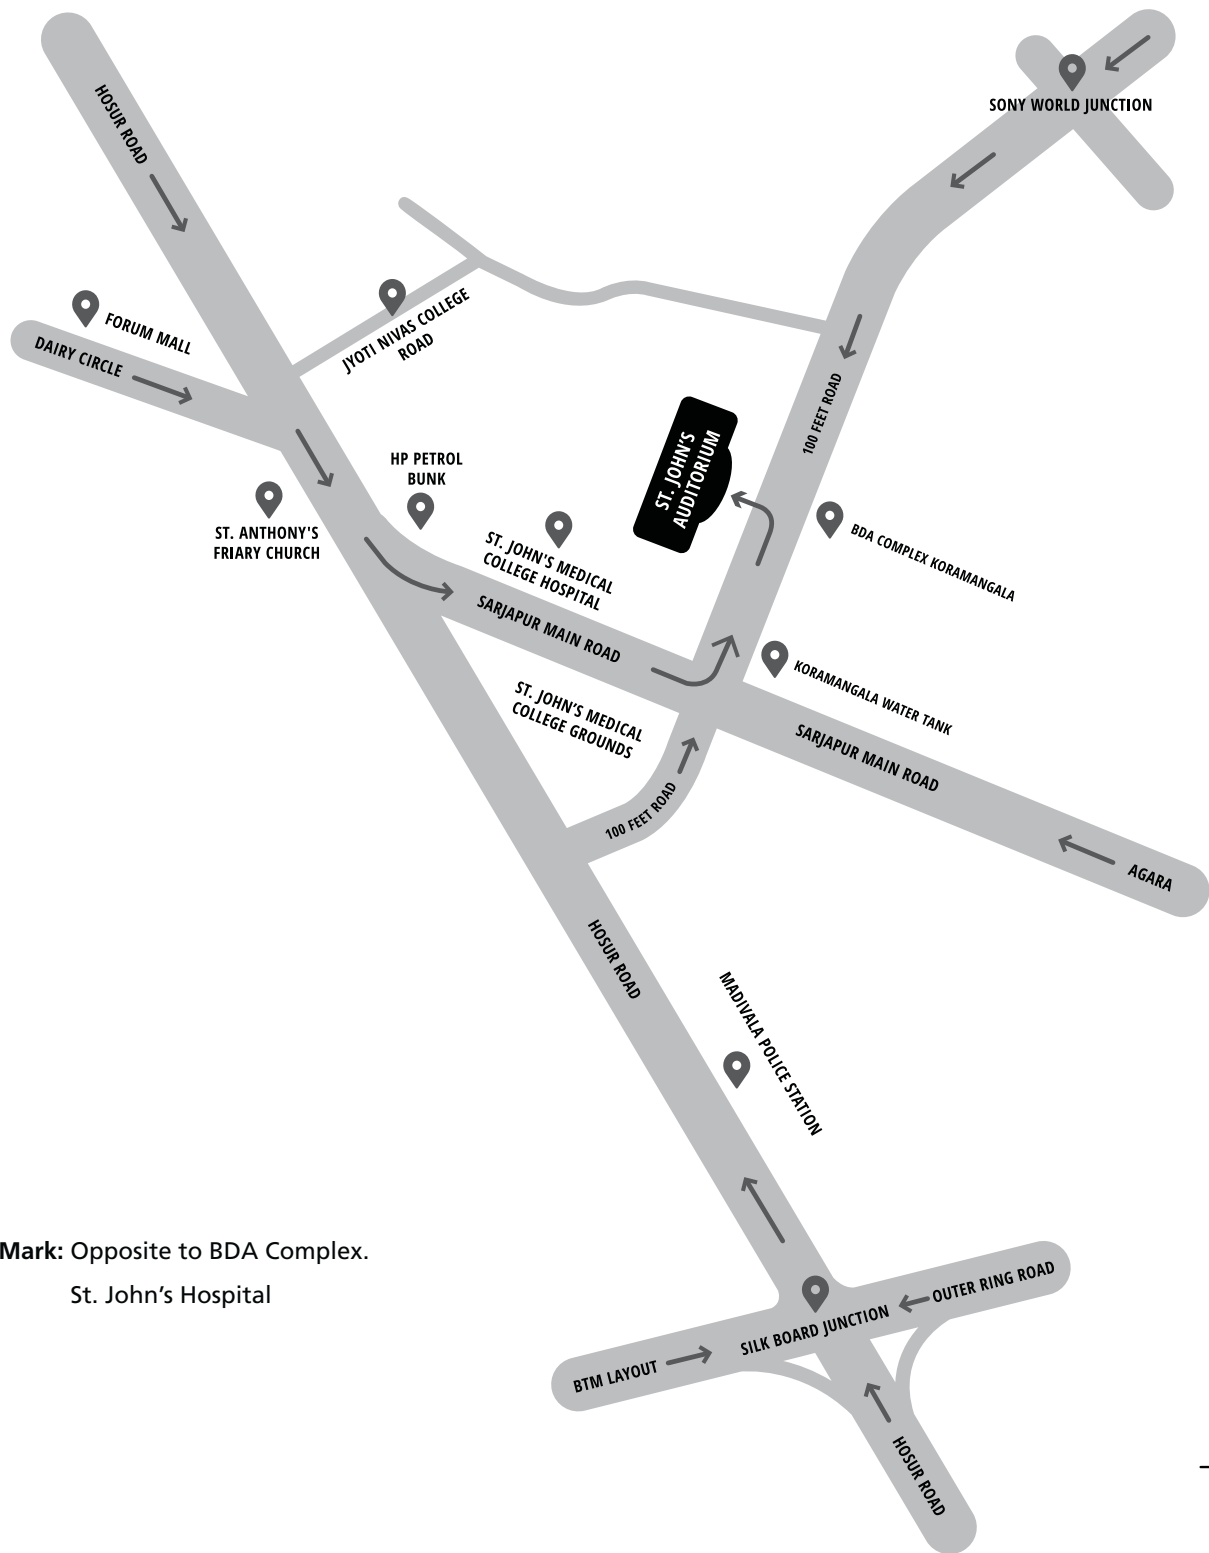 SONY WORLD JUNCTION
HOSUR ROAD
FORUM MALL
DAIRY CIRCLE
JYOTI NIVAS COLLEGE
ROAD
100 FEET ROAD
ST. JOHN'S
AUDITORIUM
HP PETROL
BUNK
ST. ANTHONY'S
FRIARY CHURCH
ST. JOHN'S MEDICAL
COLLEGE HOSPITAL
BDA COMPLEX KORAMANGALA
SARJAPUR MAIN ROAD
KORAMANGALA WATER TANK
ST. JOHN'S MEDICAL
COLLEGE GROUNDS
SARJAPUR MAIN ROAD
100 FEET ROAD
AGARA
HOSUR ROAD
MADIVALA POLICE STATION
Mark: Opposite to BDA Complex.
St. John’s Hospital
OUTER RING ROAD
SILK BOARD JUNCTION
BTM LAYOUT
HOSUR ROAD